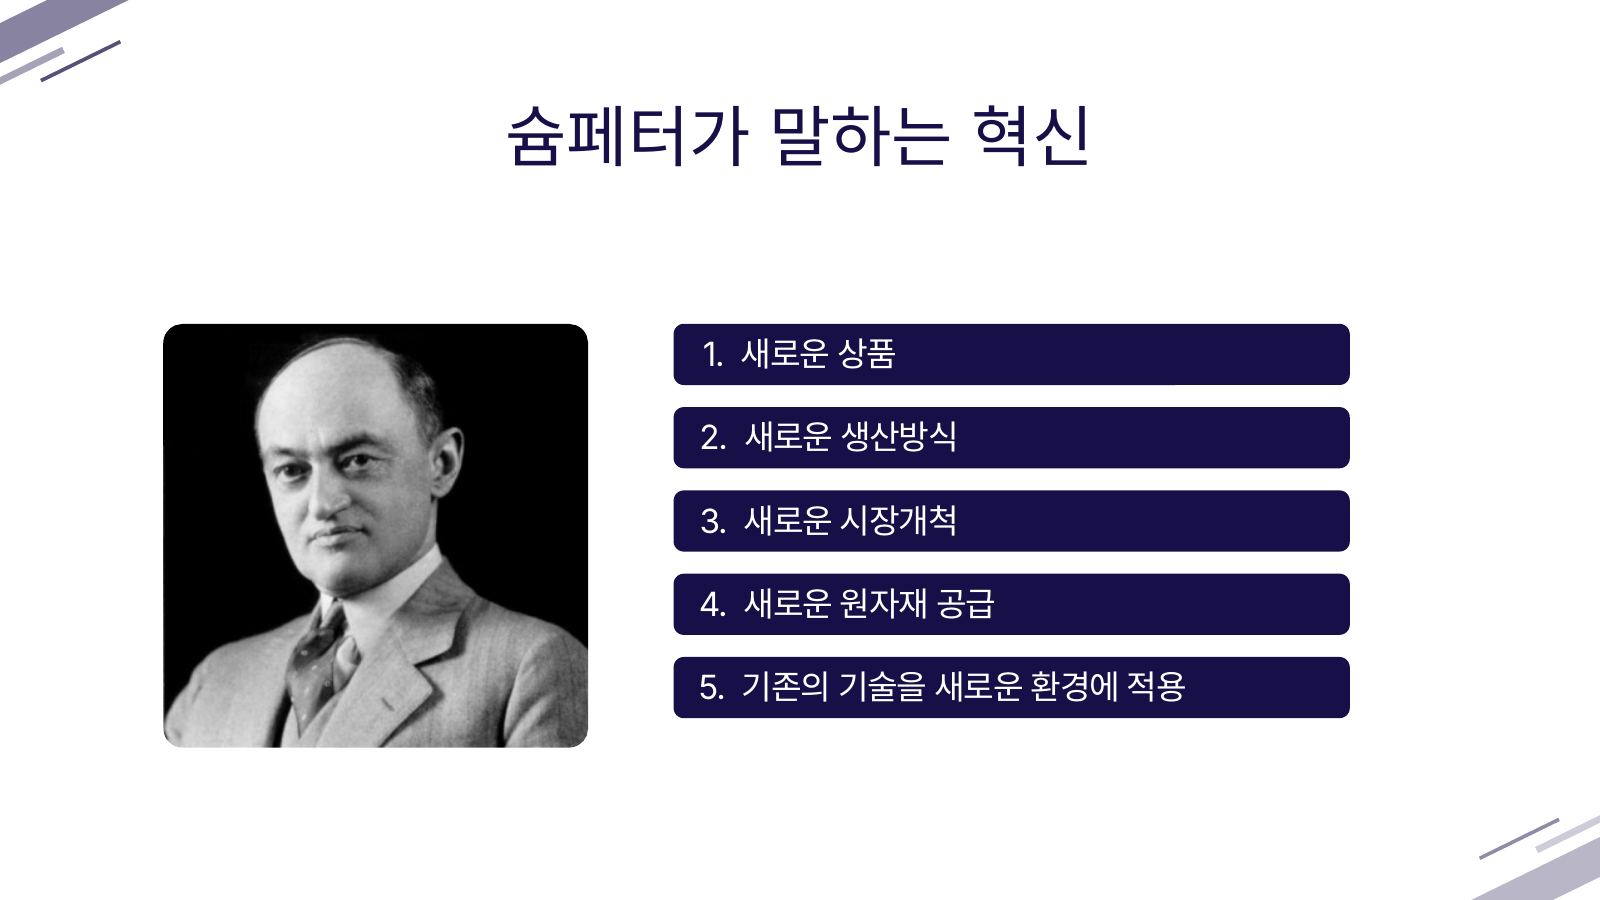 슘페터가 말하는 혁신
1. 새로운 상품
2. 새로운 생산방식
3. 새로운 시장개척
4. 새로운 원자재 공급
5. 기존의 기술을 새로운 환경에 적용